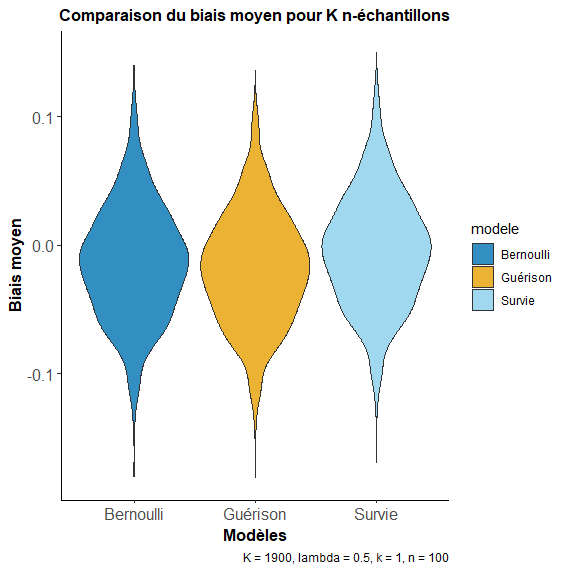 Comparaison du biais moyen pour K n-échantillons
0.1
0.0
-0.1
Biais moyen
Bernoulli Guérison Survie
Modèles
K = 1900, lambda = 0.5, k = 1, n = 100
modele
Bernoulli
Guérison
Survie